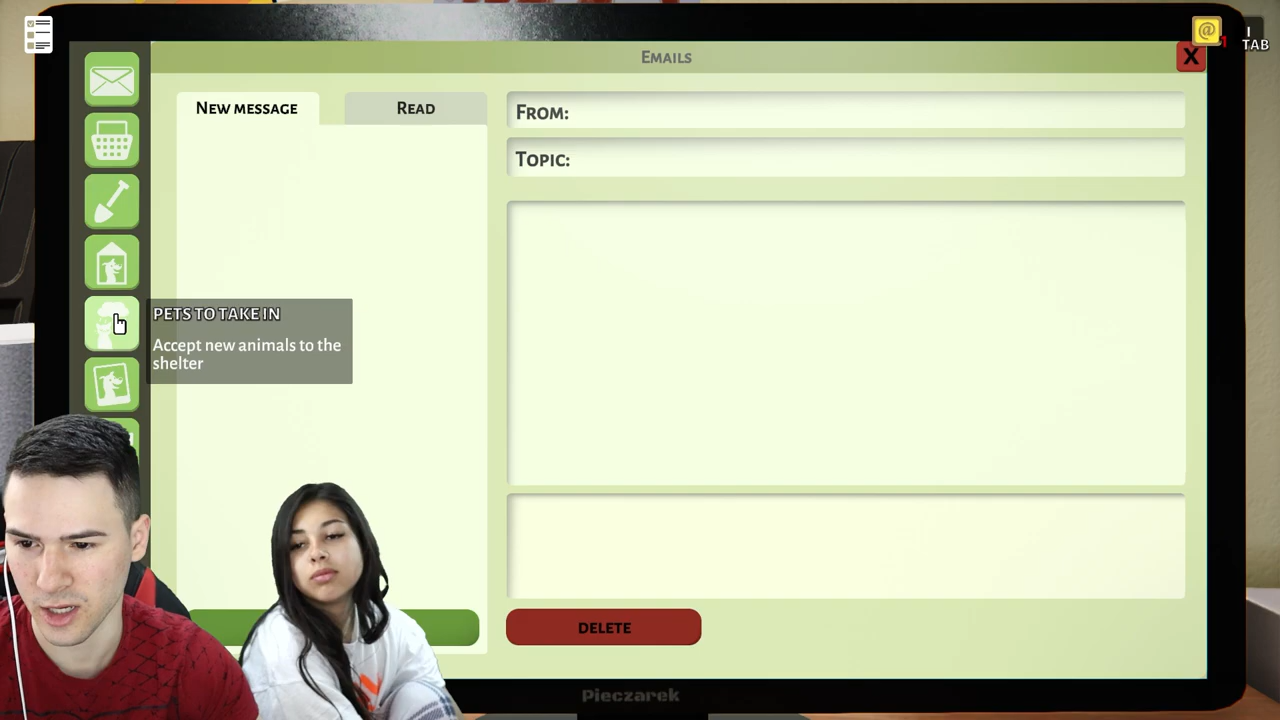 EMAILS
X
@
1
I
TAB
NEW MESSAGE
READ
FROM:
TOPIC:
PETS TO TAKE IN
Accept new animals to the
shelter
DELETE
Pieczarek